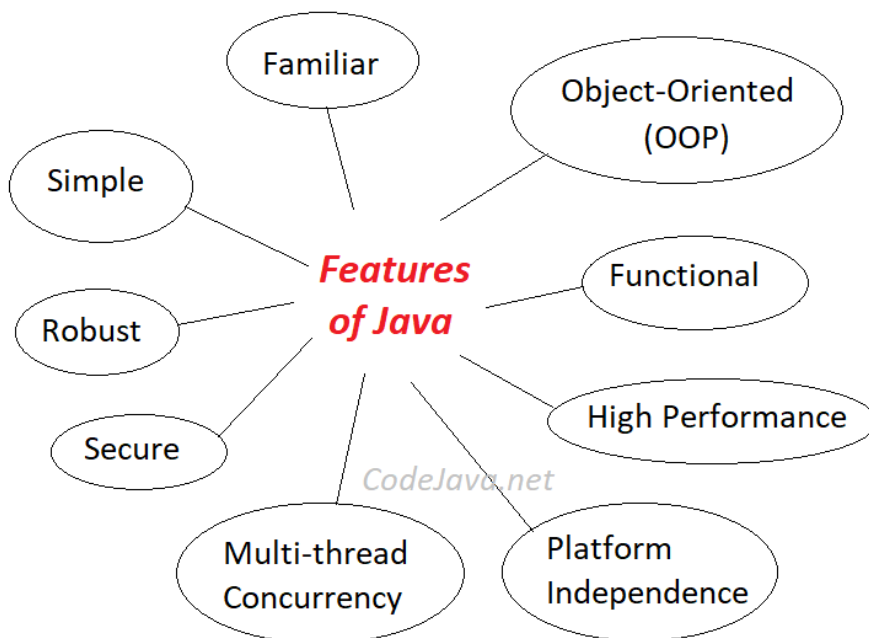 Familiar
Object-Oriented
(OOP)
Simple
Features
of Java
Functional
Robust
High Performance
Secure
CodeJava.net
Multi-thread
Concurrency
Platform
Independence